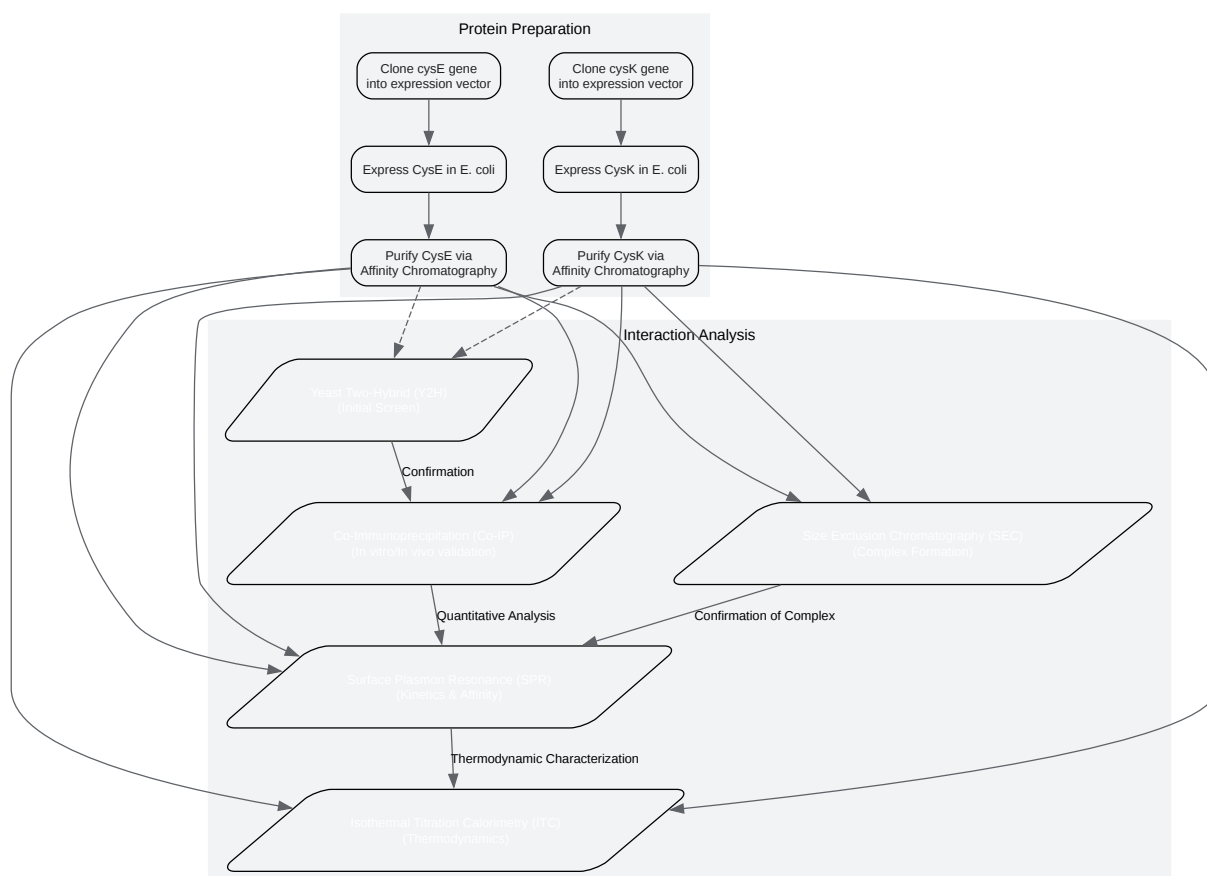 Protein Preparation
Clone cysE gene
into expression vector
Clone cysK gene
into expression vector
Express CysE in E. coli
Express CysK in E. coli
Purify CysE via
Affinity Chromatography
Purify CysK via
Affinity Chromatography
Interaction Analysis
Yeast Two-Hybrid (Y2H)
(Initial Screen)
Confirmation
Co-Immunoprecipitation (Co-IP)
(In vitro/in vivo validation)
Size Exclusion Chromatography (SEC)
(Complex Formation)
Quantitative Analysis
Confirmation of Complex
Surface Plasmon Resonance (SPR)
(Kinetics & Affinity)
Thermodynamic Characterization
Isothermal Titration Calorimetry (ITC)
(Thermodynamics)